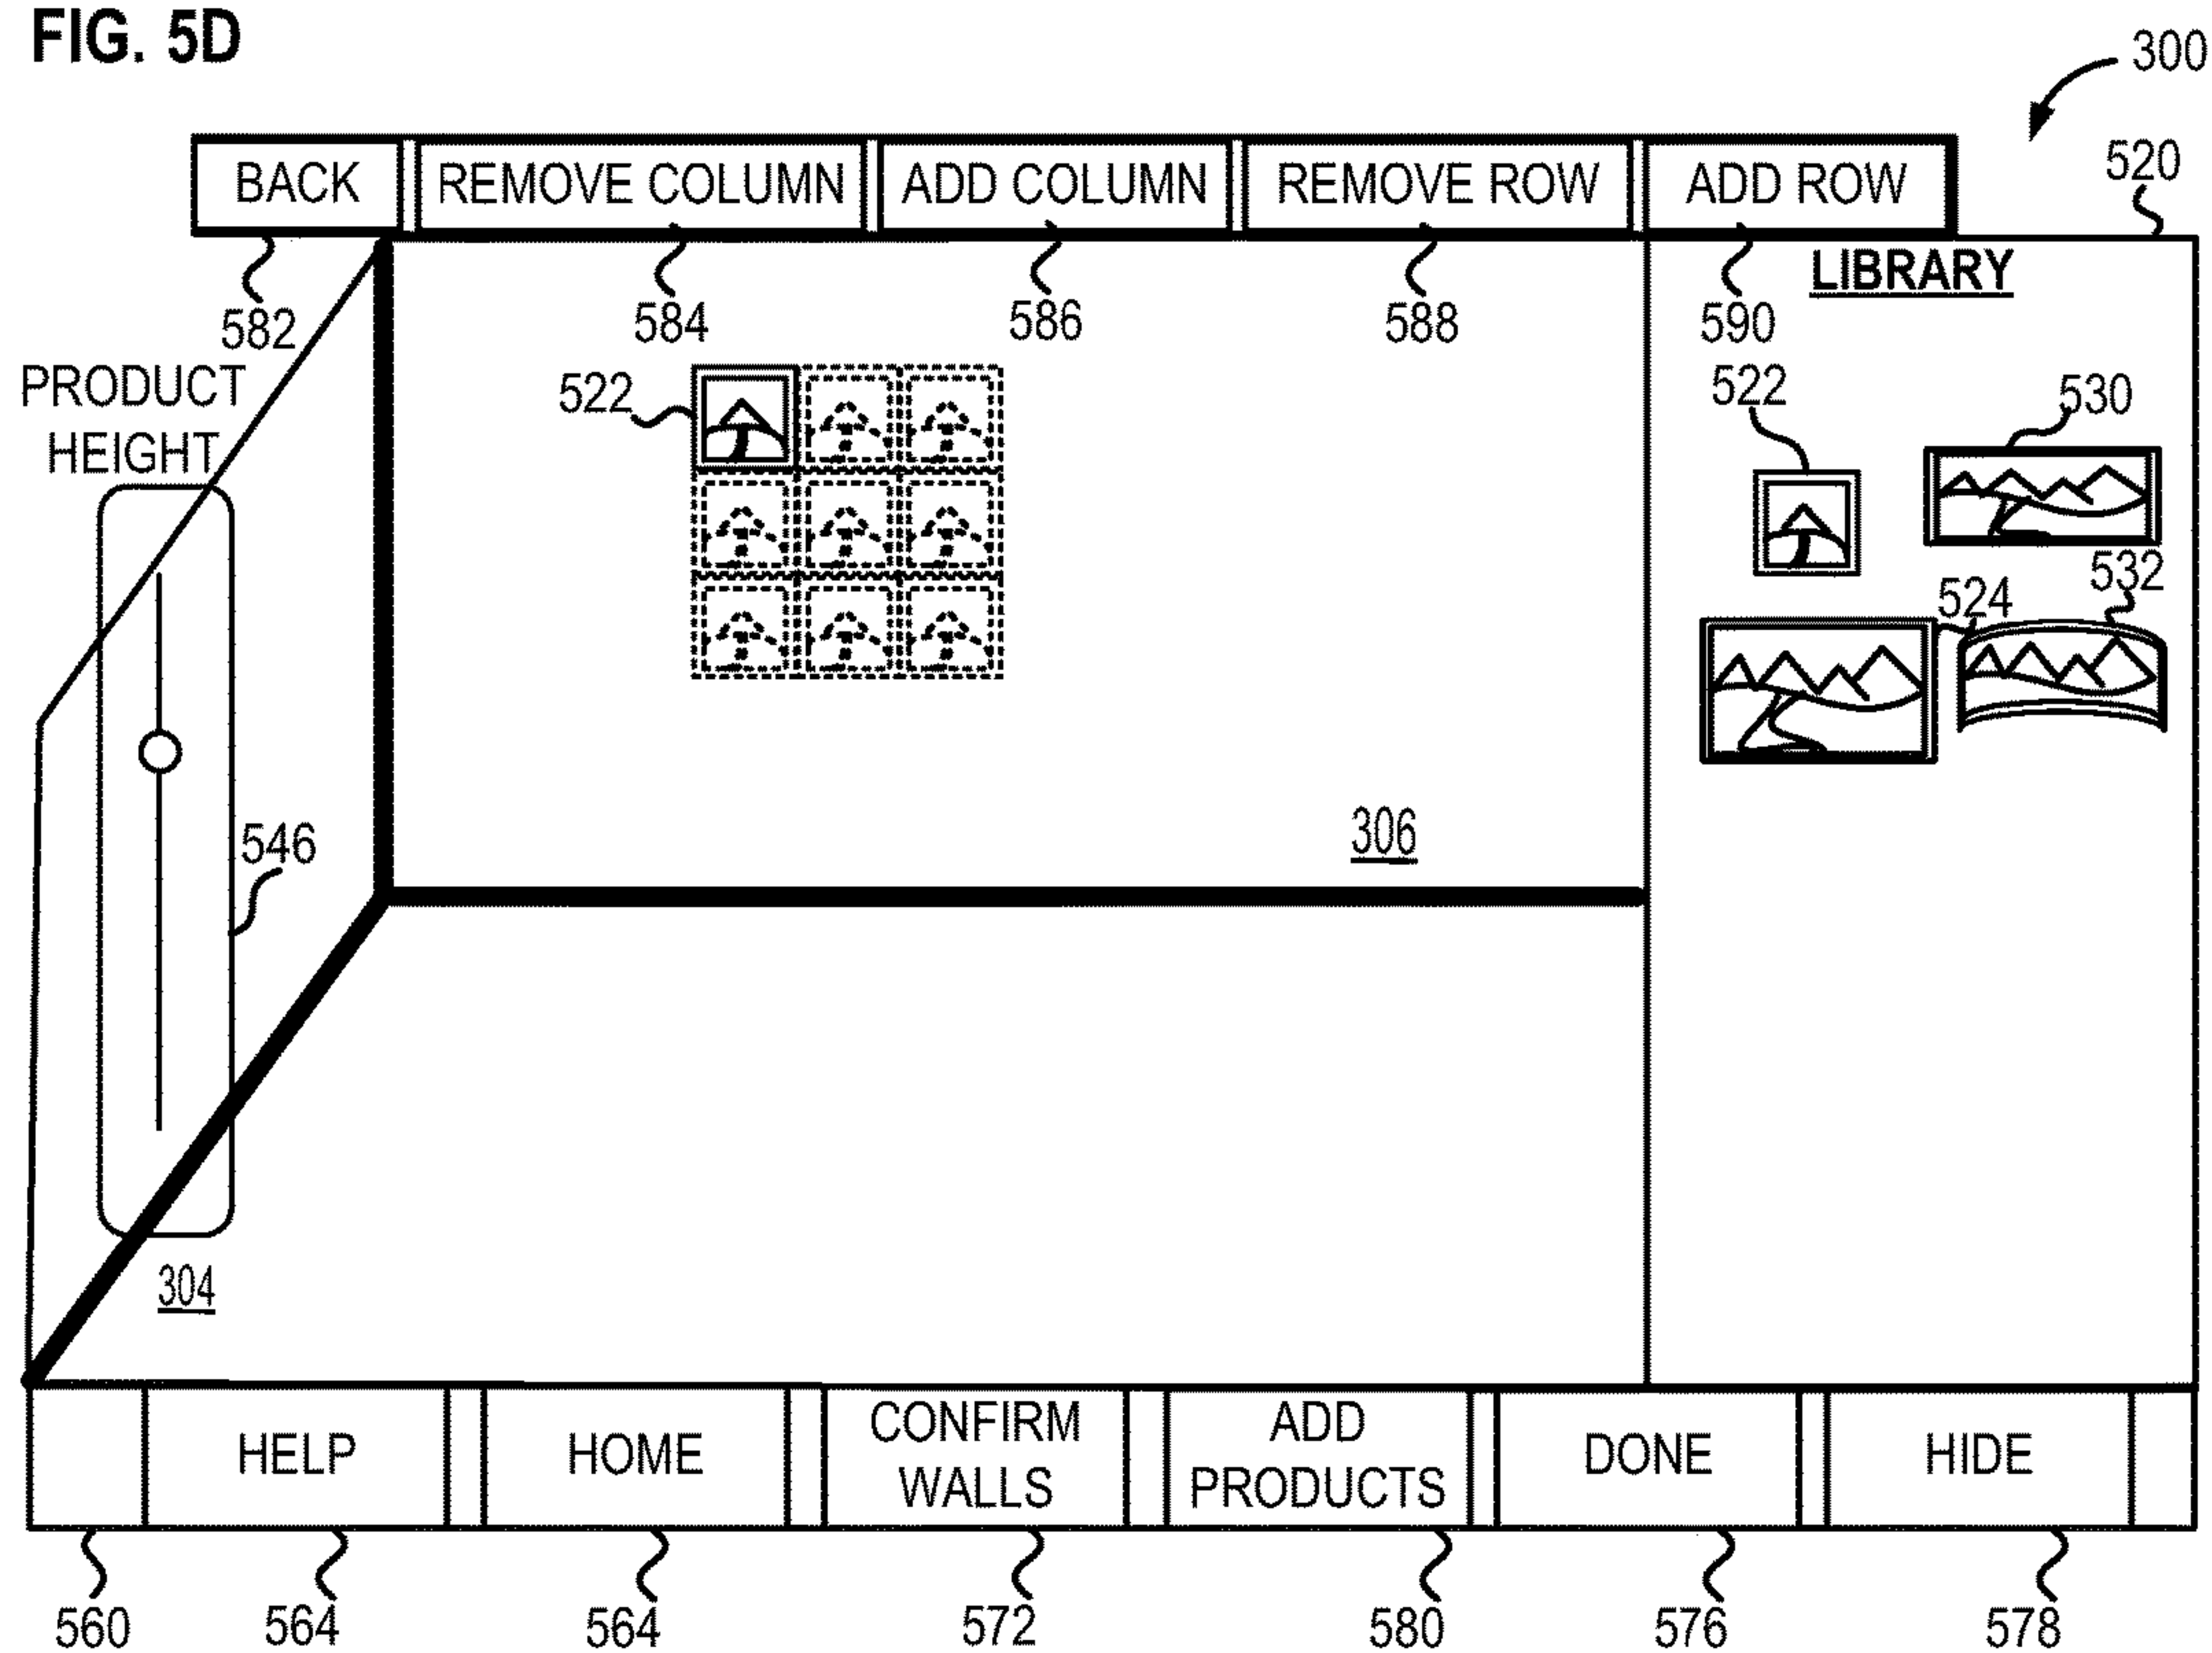 FIG. 5D
300
520
BACK
REMOVE COLUMN
ADD COLUMN
REMOVE ROW
ADD ROW
LIBRARY
582
584
586
588
590
PRODUCT
HEIGHT
522
522
530
532
524
546
306
304
HELP
HOME
CONFIRM
WALLS
ADD
PRODUCTS
DONE
HIDE
560
564
564
572
580
576
578